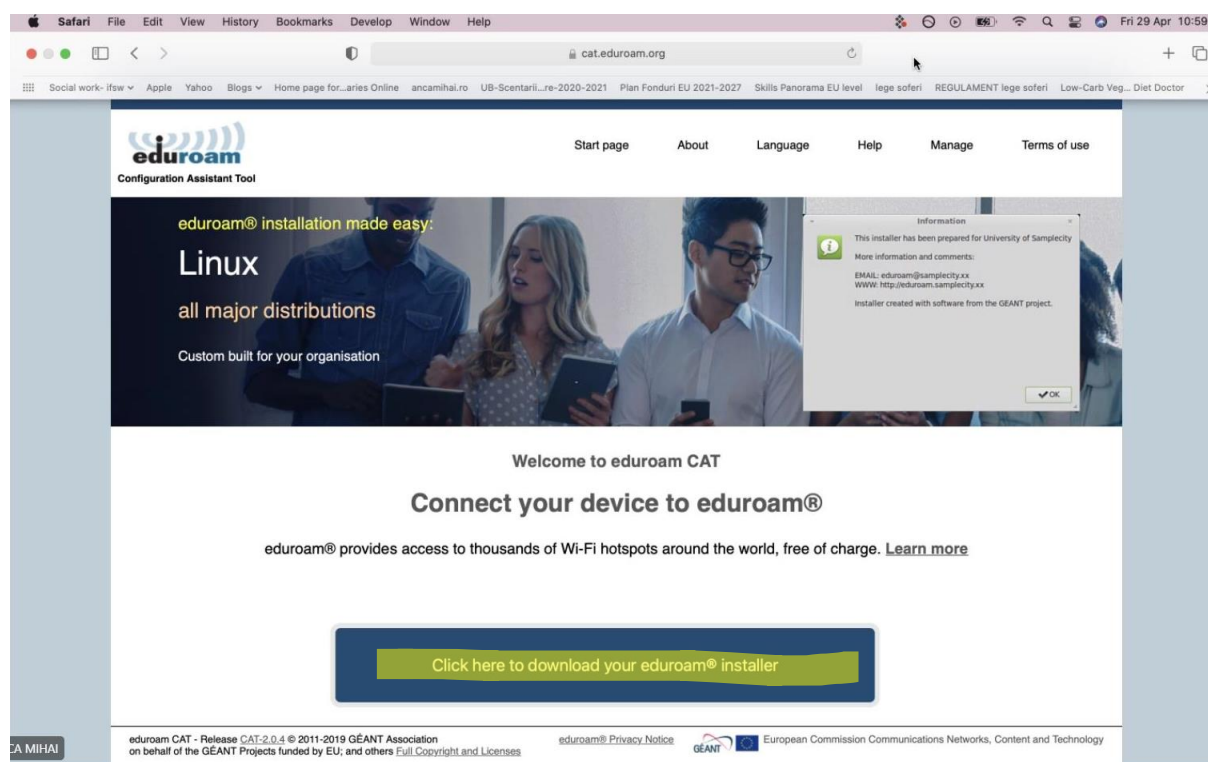 Safari File Edit View History Bookmarks Develop Window Help Fri 29 Apr 10:59
cat.eduroam.org
Social work- ifsw Apple Yahoo Blogs Home page for...aries Online ancamihai.ro UB-Scentarii...re-2020-2021 Plan Fonduri EU 2021-2027 Skills Panorama EU level lege soferi REGULAMENT lege soferi Low-Carb Veg... Diet Doctor
eduroam
Configuration Assistant Tool
Start page About Language Help Manage Terms of use
eduroam® installation made easy:
Linux
all major distributions
Custom built for your organisation
Information
This installer has been prepared for University of Samplecity
More information and comments:
EMAIL: eduroam@samplecity.xx
WWW: http://eduroam.samplecity.xx
Installer created with software from the GEANT project.
OK
Welcome to eduroam CAT
Connect your device to eduroam®
eduroam® provides access to thousands of Wi-Fi hotspots around the world, free of charge. Learn more
Click here to download your eduroam® installer
eduroam CAT - Release CAT-2.0.4 © 2011-2019 GÉANT Association
on behalf of the GÉANT Projects funded by EU; and others Full Copyright and Licenses
eduroam® Privacy Notice
GÉANT
European Commission Communications Networks, Content and Technology
CA MIHAI